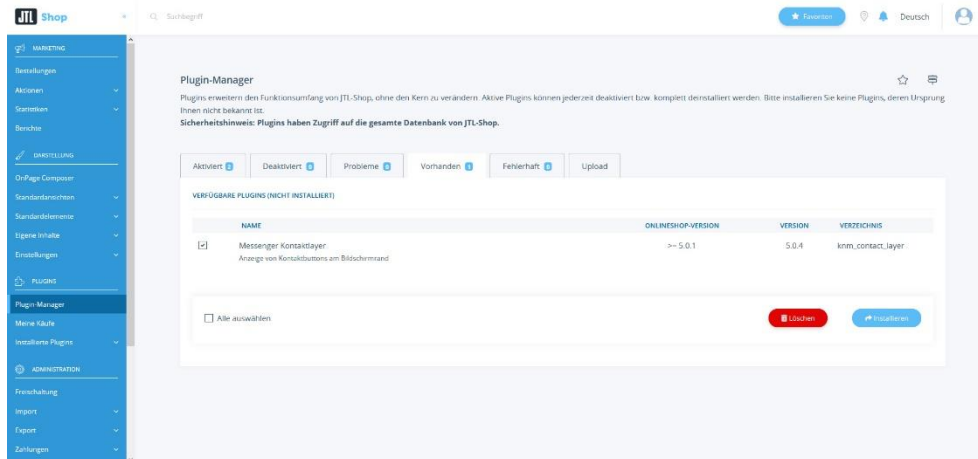 JTL Shop
Suchbegriff
Favoriten
Deutsch
MARKETING
Bestellungen
Aktionen
Statistiken
Berichte
DARSTELLUNG
OnPage Composer
Standardansichten
Standardelemente
Eigene Inhalte
Einstellungen
PLUGINS
Plugin-Manager
Meine Käufe
Installierte Plugins
ADMINISTRATION
Freischaltung
Import
Export
Zahlungen
Plugin-Manager
Plugins erweitern den Funktionsumfang von JTL-Shop, ohne den Kern zu verändern. Aktive Plugins können jederzeit deaktiviert bzw. komplett deinstalliert werden. Bitte installieren Sie keine Plugins, deren Ursprung
Ihnen nicht bekannt ist.
Sicherheitshinweis: Plugins haben Zugriff auf die gesamte Datenbank von JTL-Shop.
Aktiviert 2 Deaktiviert 0 Probleme 0 Vorhanden 1 Fehlerhaft 0 Upload
VERFÜGBARE PLUGINS (NICHT INSTALLIERT)
NAME ONLINESHOP-VERSION VERSION VERZEICHNIS
Messenger Kontaktlayer >= 5.0.1 5.0.4 knm_contact_layer
Anzeige von Kontaktbuttons am Bildschirmrand
Alle auswählen Löschen Installieren